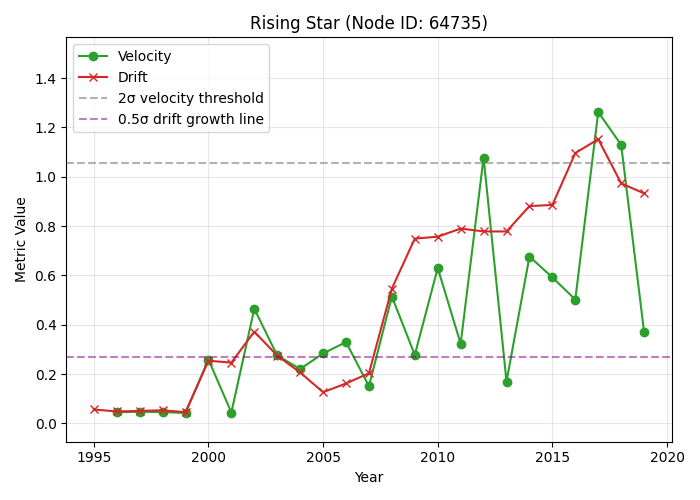 Rising Star (Node ID: 64735)
Velocity
Drift
2σ velocity threshold
0.5σ drift growth line
Metric Value
1.4
1.2
1.0
0.8
0.6
0.4
0.2
0.0
1995 2000 2005 2010 2015 2020
Year